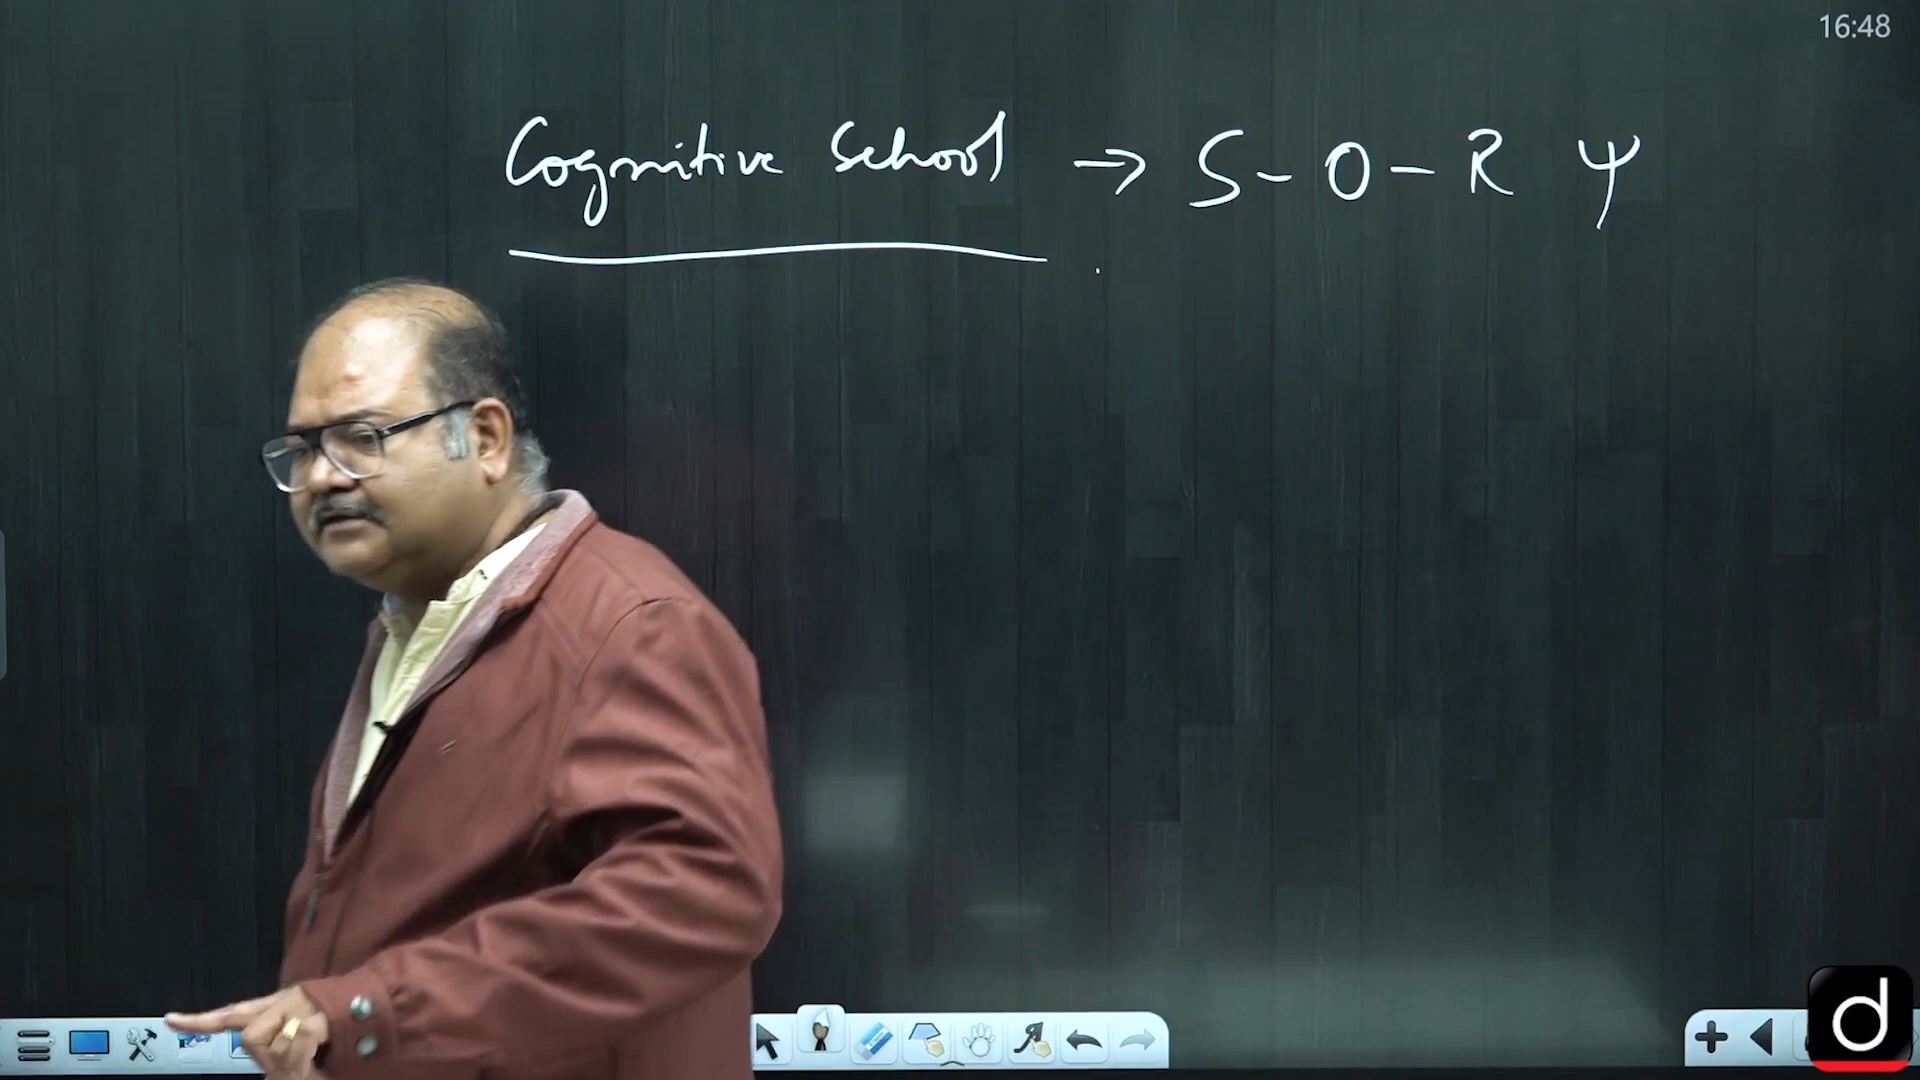 16:48
Cognitive School → S - O - R Ψ
d